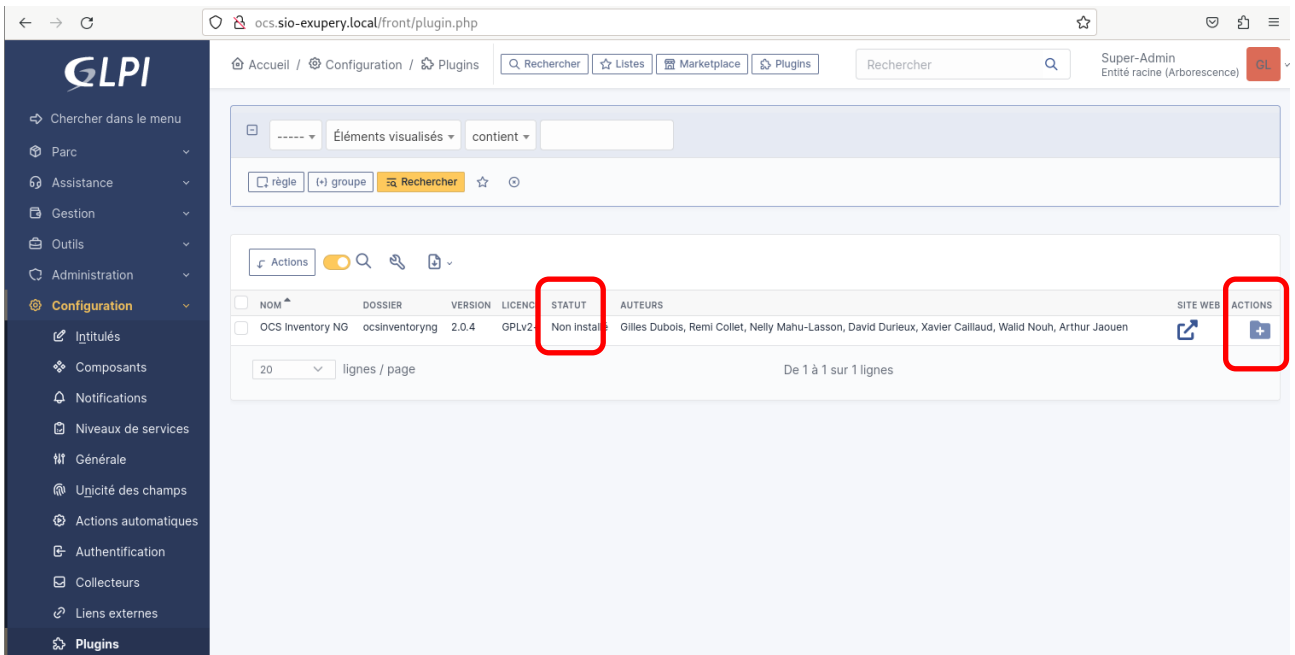 ocs.sio-exupery.local/front/plugin.php
GLPI
Accueil / Configuration / Plugins Rechercher Listes Marketplace Plugins Rechercher Super-Admin
Entité racine (Arborescence) GL
Chercher dans le menu
Parc
Assistance
Gestion
Outils
Administration
Configuration
Intitulés
Composants
Notifications
Niveaux de services
Générale
Unicité des champs
Actions automatiques
Authentification
Collecteurs
Liens externes
Plugins
----- Éléments visualisés contient
règle (+) groupe Rechercher
Actions
NOM DOSSIER VERSION LICENC STATUT AUTEURS SITE WEB ACTIONS
OCS Inventory NG ocsinventoryng 2.0.4 GPLv2+ Non installé Gilles Dubois, Remi Collet, Nelly Mahu-Lasson, David Durieux, Xavier Caillaud, Walid Nouh, Arthur Jaouen
20 lignes / page De 1 à 1 sur 1 lignes